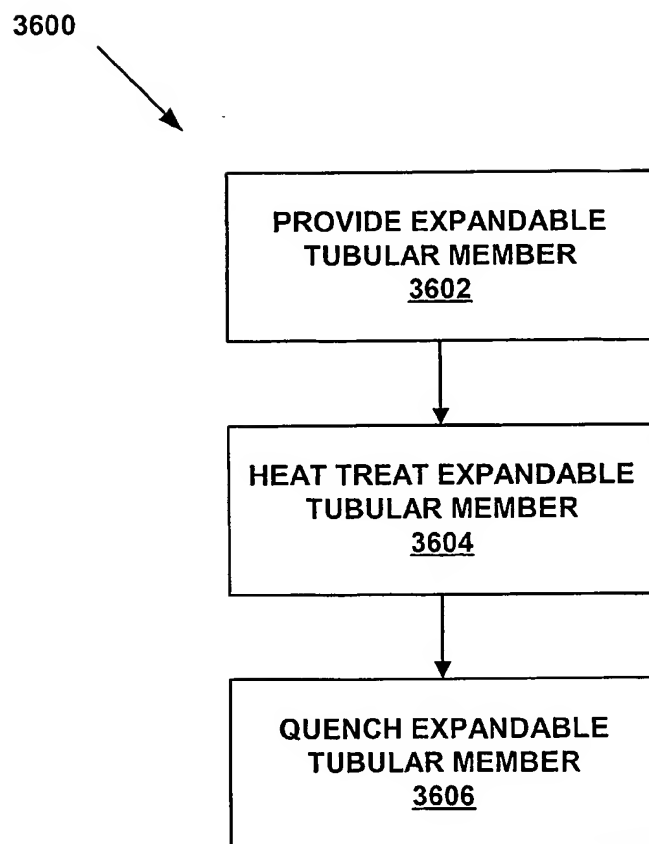 3600
PROVIDE EXPANDABLE
TUBULAR MEMBER
3602
HEAT TREAT EXPANDABLE
TUBULAR MEMBER
3604
QUENCH EXPANDABLE
TUBULAR MEMBER
3606